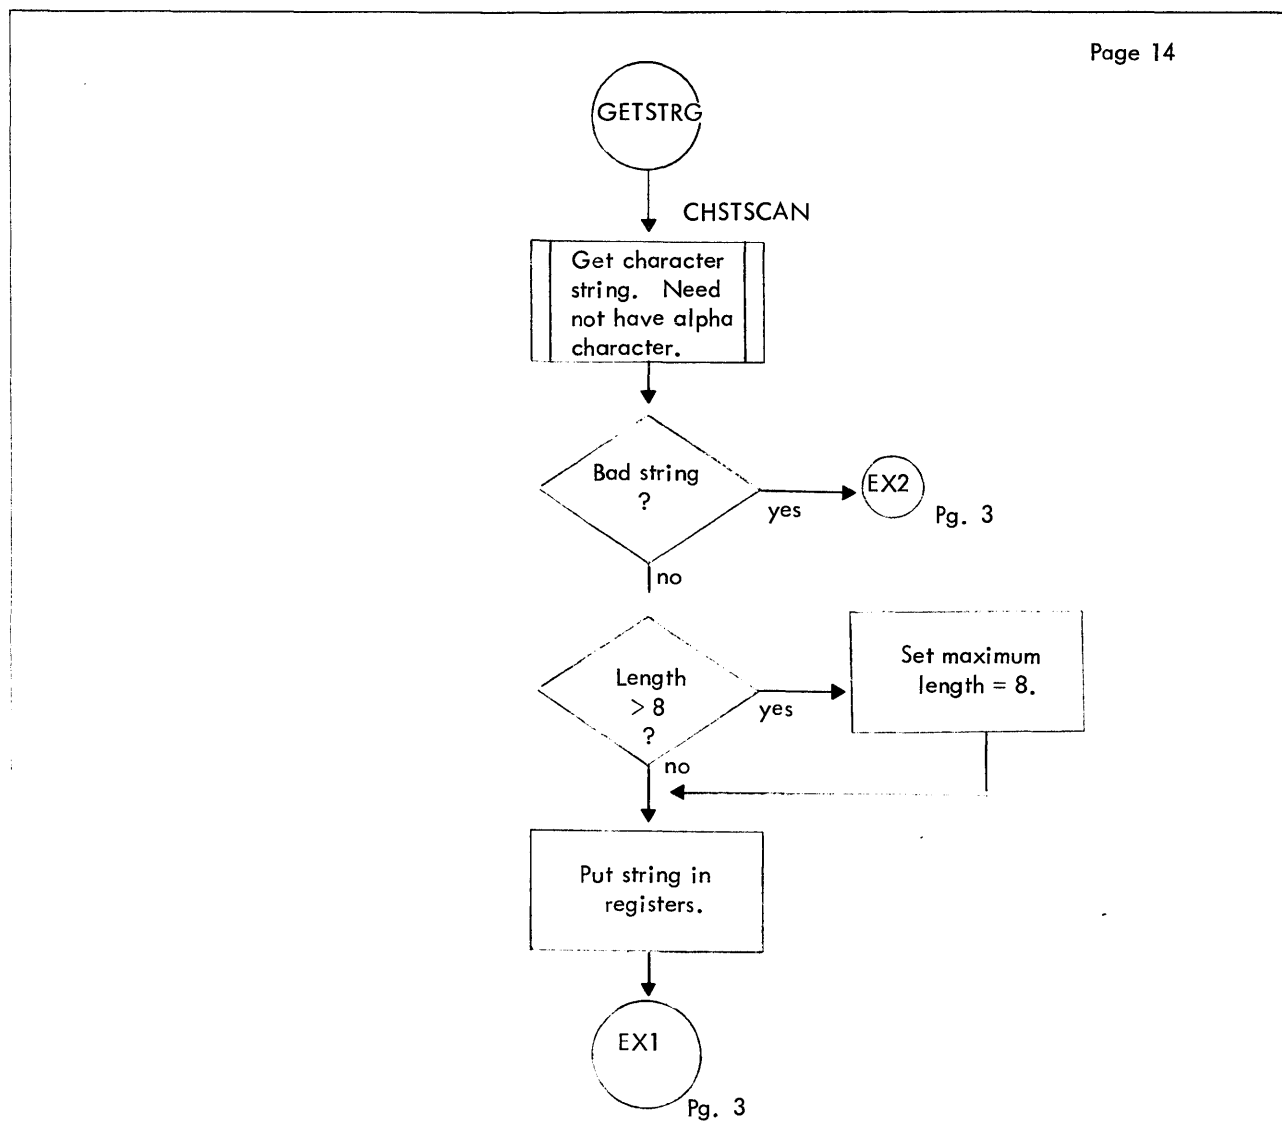 Page 14
GETSTRG
CHSTSCAN
Get character
string. Need
not have alpha
character.
Bad string
?
yes
EX2
Pg. 3
no
Length
> 8
?
yes
Set maximum
length = 8.
no
Put string in
registers.
EX1
Pg. 3